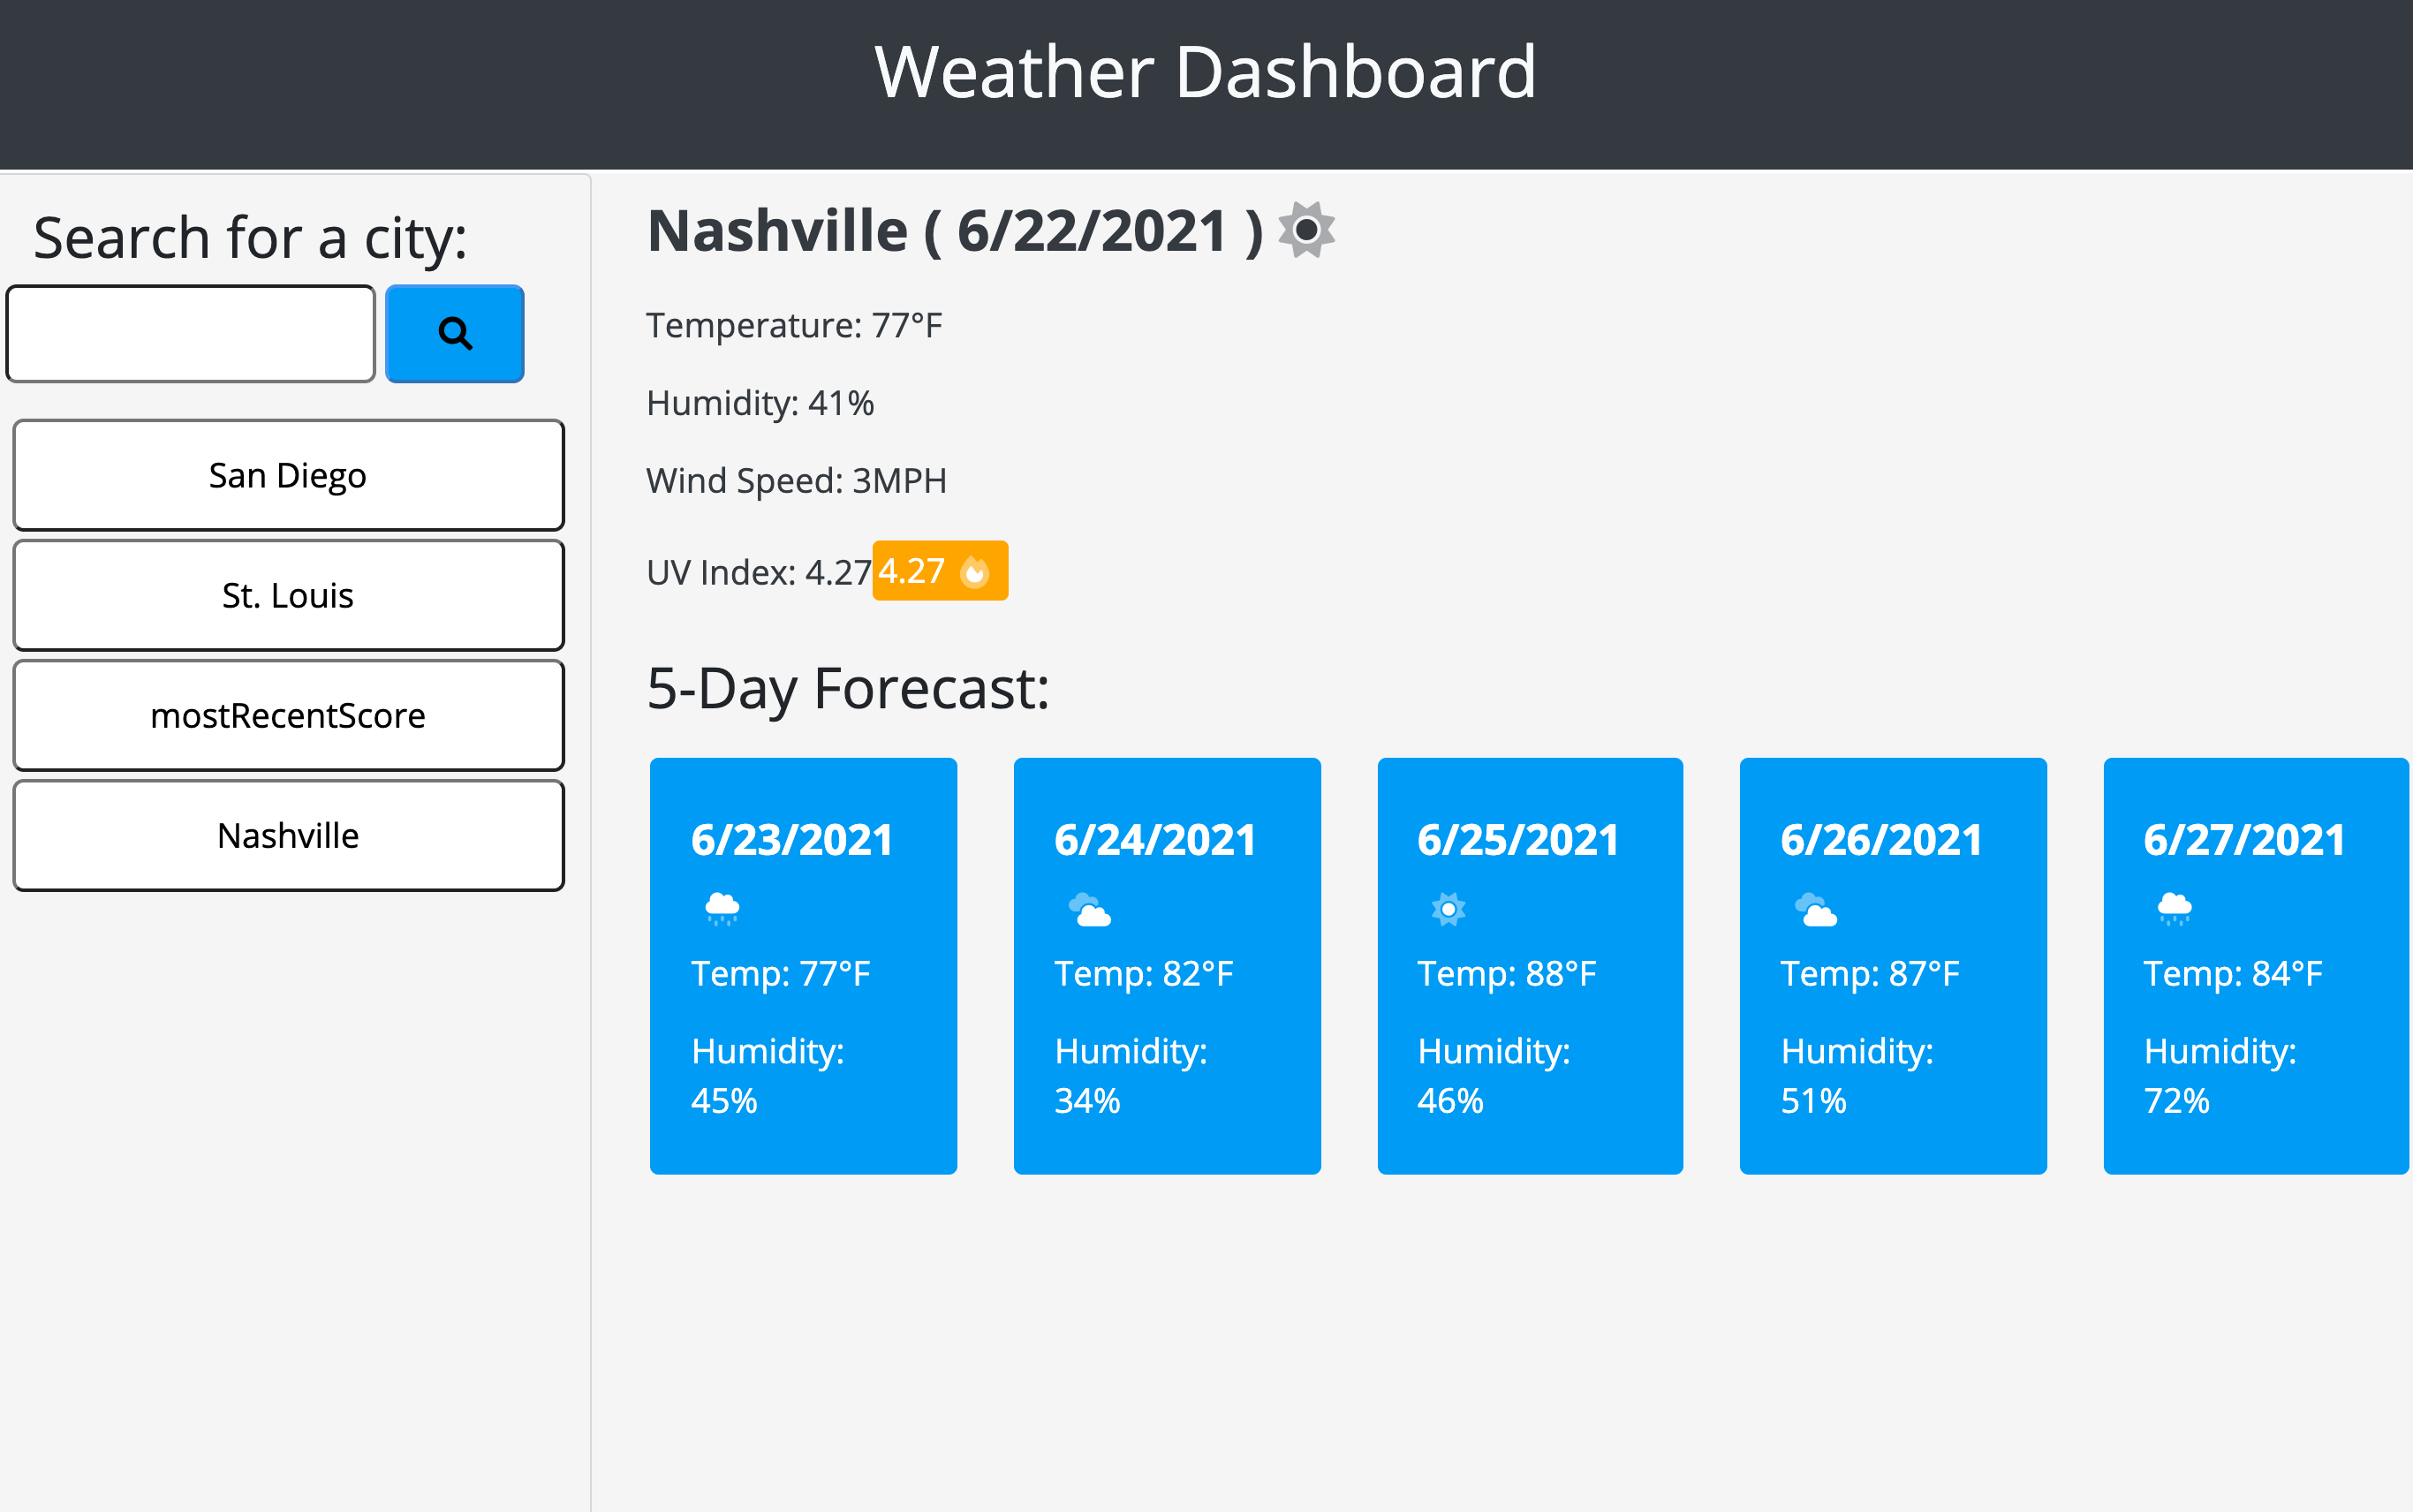 Weather Dashboard
Search for a city:
San Diego
St. Louis
mostRecentScore
Nashville
Nashville ( 6/22/2021 )
Temperature: 77°F
Humidity: 41%
Wind Speed: 3MPH
UV Index: 4.27 4.27
5-Day Forecast:
6/23/2021
Temp: 77°F
Humidity:
45%
6/24/2021
Temp: 82°F
Humidity:
34%
6/25/2021
Temp: 88°F
Humidity:
46%
6/26/2021
Temp: 87°F
Humidity:
51%
6/27/2021
Temp: 84°F
Humidity:
72%